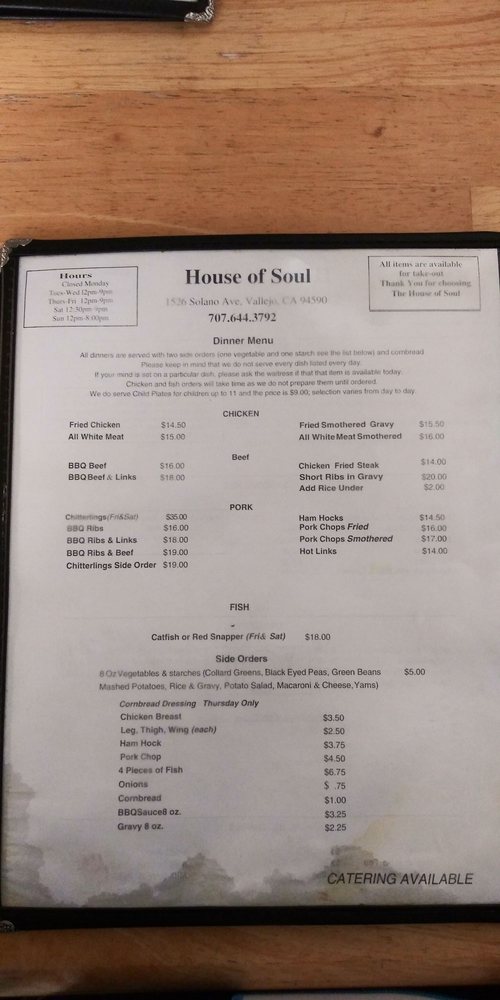 Hours
Closed Monday
Tues-Wed 12pm-9pm
Thurs-Fri 12pm-9pm
Sat 12:30pm-9pm
Sun 12pm-8:00pm
House of Soul
1526 Solano Ave, Vallejo, CA 94590
707.644.3792
All items are available
for take-out
Thank You for choosing
The House of Soul
Dinner Menu
All dinners are served with two side orders (one vegetable and one starch see the list below) and cornbread
Please keep in mind that we do not serve every dish listed every day.
If your mind is set on a particular dish, please ask the waitress if that item is available today.
Chicken and fish orders will take time as we do not prepare them until ordered.
We do serve Child Plates for children up to 11 and the price is $9.00, selection varies from day to day.
CHICKEN
Fried Chicken $14.50
All White Meat $15.00
Fried Smothered Gravy $15.50
All White Meat Smothered $16.00
Beef
BBQ Beef $16.00
BBQ Beef & Links $18.00
Chicken Fried Steak $14.00
Short Ribs in Gravy $20.00
Add Rice Under $2.00
PORK
Chitterlings (Fri&Sat) $35.00
BBQ Ribs $16.00
BBQ Ribs & Links $18.00
BBQ Ribs & Beef $19.00
Chitterlings Side Order $19.00
Ham Hocks $14.50
Pork Chops Fried $16.00
Pork Chops Smothered $17.00
Hot Links $14.00
FISH
Catfish or Red Snapper (Fri& Sat) $18.00
Side Orders
8 Oz Vegetables & starches (Collard Greens, Black Eyed Peas, Green Beans $5.00
Mashed Potatoes, Rice & Gravy, Potato Salad, Macaroni & Cheese, Yams)
Cornbread Dressing Thursday Only
Chicken Breast $3.50
Leg, Thigh, Wing (each) $2.50
Ham Hock $3.75
Pork Chop $4.50
4 Pieces of Fish $6.75
Onions $ .75
Cornbread $1.00
BBQSauce8 oz. $3.25
Gravy 8 oz. $2.25
CATERING AVAILABLE